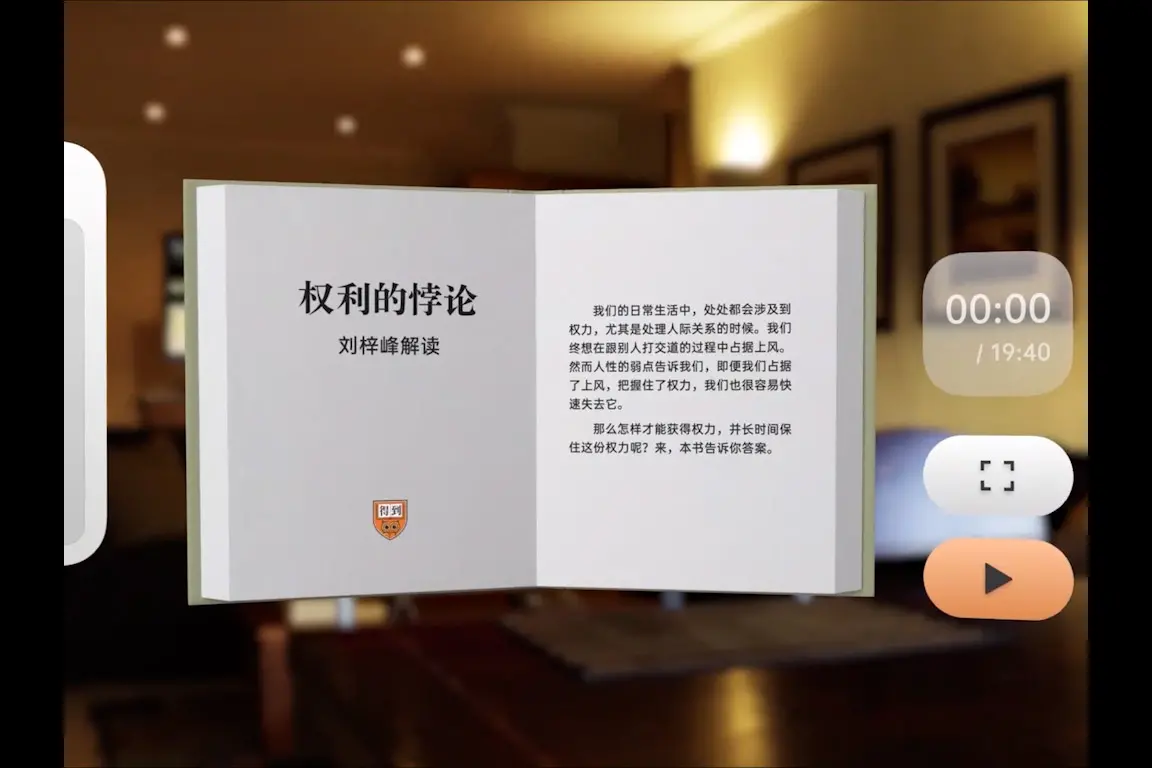 权利的悖论
刘梓峰解读
得到
我们的日常生活中，处处都会涉及到
权力，尤其是处理人际关系的时候。我们
终想在跟别人打交道的过程中占据上风。
然而人性的弱点告诉我们，即便我们占据
了上风，把握住了权力，我们也很容易快
速失去它。
那么怎样才能获得权力，并长时间保
住这份权力呢？来，本书告诉你答案。
00:00
/ 19:40